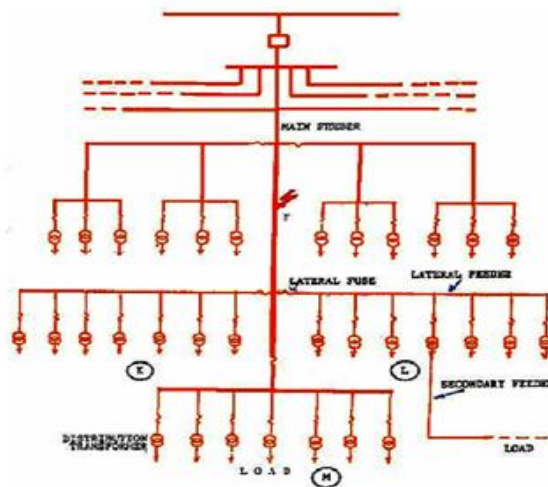 MAIN FEEDER
F
LATERAL FUSE
LATERAL FEEDER
K
L
SECONDARY FEEDER
DISTRIBUTION
TRANSFORMER
LOAD
LOAD
M